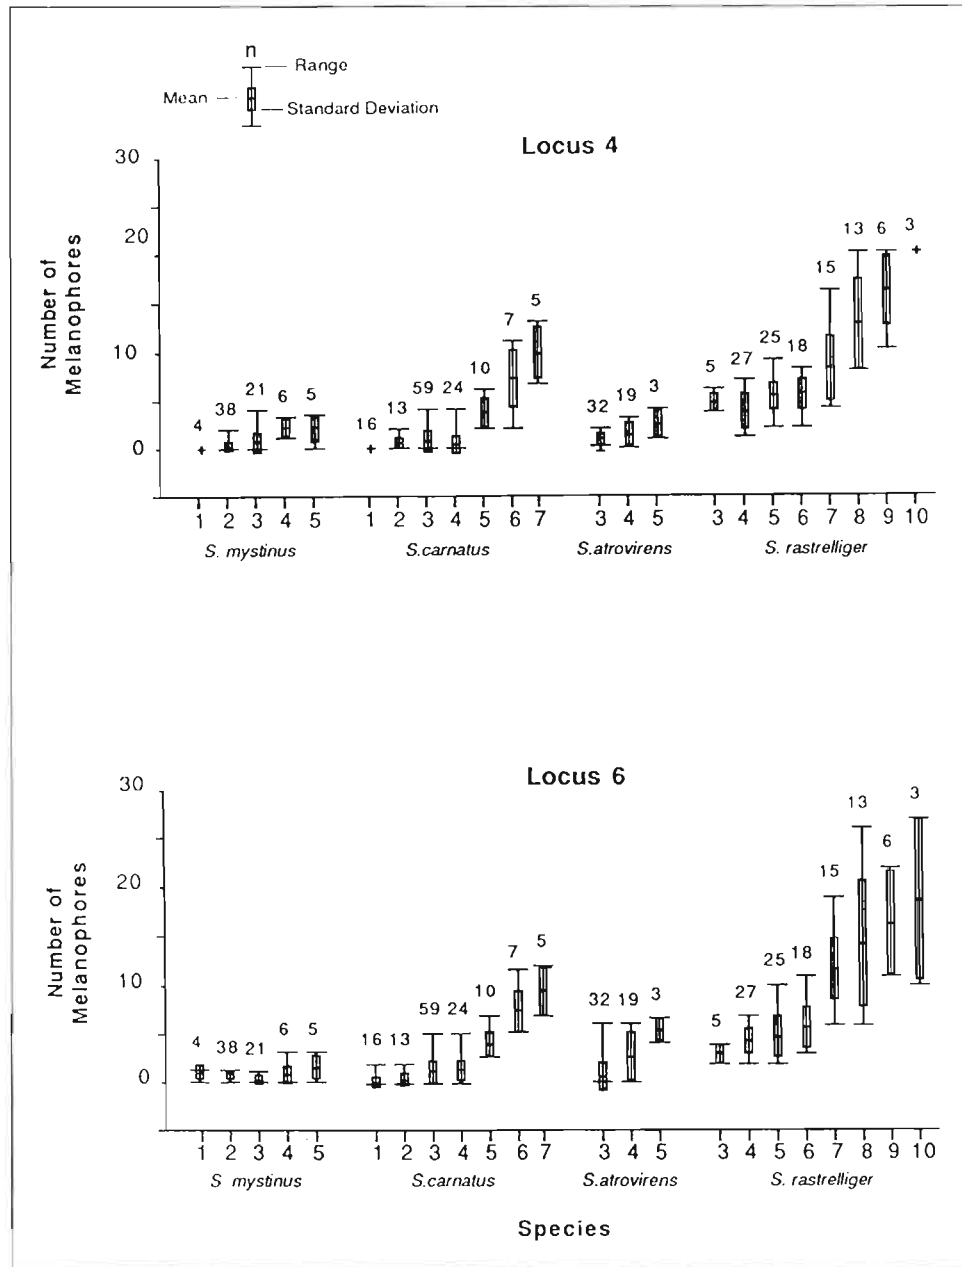 n
Range
Mean
Standard Deviation
Locus 4
Number of
Melanophores
30
20
10
0
4 38 21 6 5
16 13 59 24 10 7 5
32 19 3
5 27 25 18 15 13 6 3
1 2 3 4 5 1 2 3 4 5 6 7 3 4 5 3 4 5 6 7 8 9 10
S. mystinus S.carnatus S.atrovirens S. rastrelliger
Locus 6
Number of
Melanophores
30
20
10
0
4 38 21 6 5
16 13 59 24 10 7 5
32 19 3
5 27 25 18 15 13 6 3
1 2 3 4 5 1 2 3 4 5 6 7 3 4 5 3 4 5 6 7 8 9 10
S mystinus S.carnatus S.atrovirens S. rastrelliger
Species